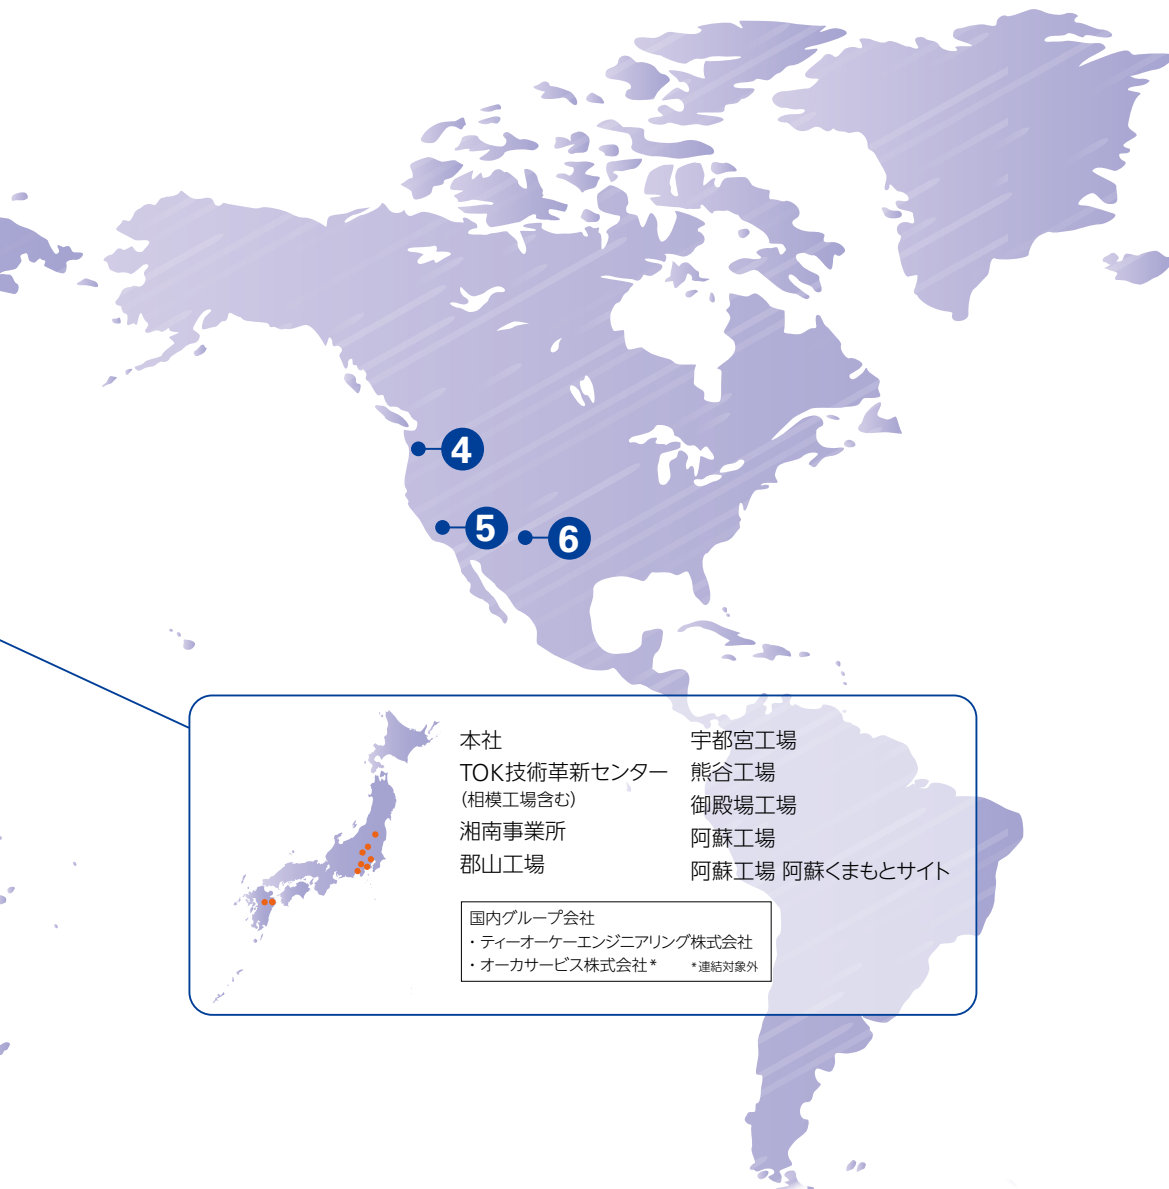 4
5
6
本社
TOK技術革新センター
(相模工場含む)
湘南事業所
郡山工場
宇都宮工場
熊谷工場
御殿場工場
阿蘇工場
阿蘇工場 阿蘇くまもとサイト
国内グループ会社
・ティーオーケーエンジニアリング株式会社
・オーカサービス株式会社* *連結対象外